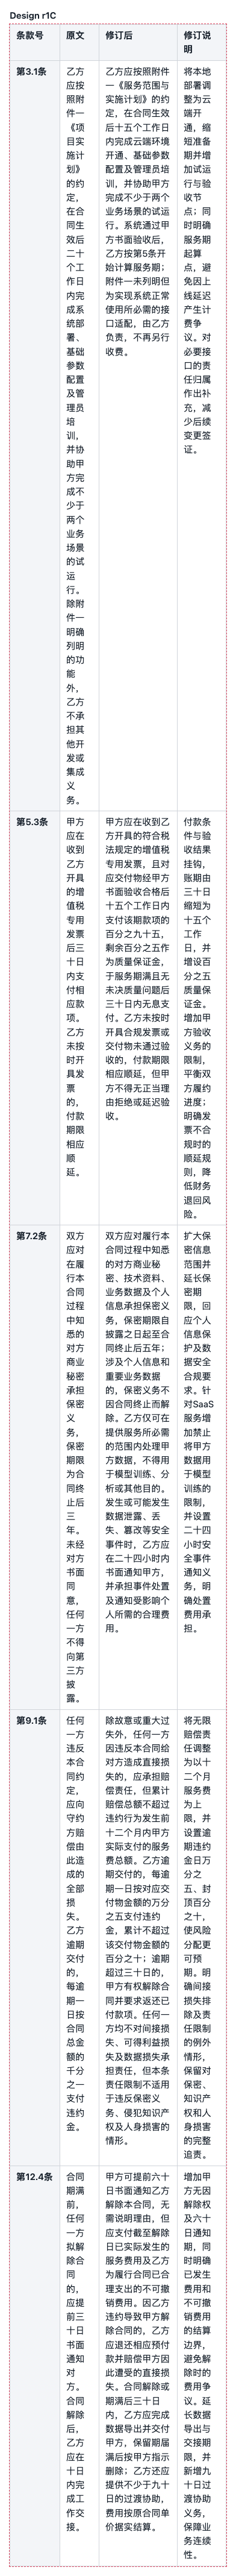 Design r1C
条款号
原文
修订后
修订说
明
第3.1条
乙方
应按
照附
件一
《项
目实
施计
划》
的约
定，
在合
同生
效后
二十
个工
作日
内完
成系
统部
署、
基础
参数
配置
及管
理员
培
训，
并协
助甲
方完
成不
少于
两个
业务
场景
的试
运
行。
除附
件一
明确
列明
的功
能
外，
乙方
不承
担其
他开
发或
集成
义
务。
乙方应按照附件
一《服务范围与
实施计划》的约
定，在合同生效
后十五个工作日
内完成云端环境
开通、基础参数
配置及管理员培
训，并协助甲方
完成不少于两个
业务场景的试运
行。系统通过甲
方书面验收后，
乙方按第5条开
始计算服务期；
附件一未列明但
为实现系统正常
使用所必需的接
口适配，由乙方
负责，不再另行
收费。
将本地
部署调
整为云
端开
通，缩
短准备
期并增
加试运
行与验
收节
点；同
时明确
服务期
起算
点，避
免因上
线延迟
产生计
费争
议。对
必要接
口的责
任归属
作出补
充，减
少后续
变更签
证。
第5.3条
甲方
应在
收到
乙方
开具
的增
值税
专用
发票
后三
十日
内支
付相
应款
项。
乙方
未按
时开
具发
票
的，
付款
期限
相应
顺
延。
甲方应在收到乙
方开具的符合税
法规定的增值税
专用发票，且对
应交付物经甲方
书面验收合格后
十五个工作日内
支付该期款项的
百分之九十五，
剩余百分之五作
为质量保证金，
于服务期满且无
未决质量问题后
三十日内无息支
付。乙方未按时
开具合规发票或
交付物未通过验
收的，付款期限
相应顺延，但甲
方不得无正当理
由拒绝或延迟验
收。
付款条
件与验
收结果
挂钩，
账期由
三十日
缩短为
十五个
工作
日，并
增设百
分之五
质量保
证金。
增加甲
方验收
义务的
限制，
平衡双
方履约
进度；
明确发
票不合
规时的
顺延规
则，降
低财务
退回风
险。
第7.2条
双方
应对
在履
行本
合同
过程
中知
悉的
对方
商业
秘密
承担
保密
义
务，
保密
期限
为合
同终
止后
三
年。
未经
对方
书面
同
意，
任何
一方
不得
向第
三方
披
露。
双方应对履行本
合同过程中知悉
的对方商业秘
密、技术资料、
业务数据及个人
信息承担保密义
务，保密期限自
披露之日起至合
同终止后五年；
涉及个人信息和
重要业务数据
的，保密义务不
因合同终止而解
除。乙方仅可在
提供服务所必需
的范围内处理甲
方数据，不得用
于模型训练、分
析或其他目的。
发生或可能发生
数据泄露、丢
失、篡改等安全
事件时，乙方应
在二十四小时内
书面通知甲方，
并承担事件处置
及通知受影响个
人所需的合理费
用。
扩大保
密信息
范围并
延长保
密期
限，回
应个人
信息保
护及数
据安全
合规要
求。针
对SaaS
服务增
加禁止
将甲方
数据用
于模型
训练的
限制，
并设置
二十四
小时安
全事件
通知义
务，明
确处置
费用承
担。
第9.1条
任何
一方
违反
本合
同约
定，
应向
守约
方赔
偿由
此造
成的
全部
损
失。
乙方
逾期
交付
的，
每逾
期一
日按
合同
总金
额的
千分
之一
支付
违约
金。
除故意或重大过
失外，任何一方
因违反本合同给
对方造成直接损
失的，应承担赔
偿责任，但累计
赔偿总额不超过
违约行为发生前
十二个月内甲方
实际支付的服务
费总额。乙方逾
期交付的，每逾
期一日按对应交
付物金额的万分
之五支付违约
金，累计不超过
该交付物金额的
百分之十；逾期
超过三十日的，
甲方有权解除合
同并要求返还已
付款项。任何一
方均不对间接损
失、可得利益损
失及数据损失承
担责任，但本条
责任限制不适用
于违反保密义
务、侵犯知识产
权及人身损害的
情形。
将无限
赔偿责
任调整
为以十
二个月
服务费
为上
限，并
设置逾
期违约
金日万
分之
五、封
顶百分
之十，
使风险
分配更
可预
期。明
确间接
损失排
除及责
任限制
的例外
情形，
保留对
保密、
知识产
权和人
身损害
的完整
追责。
第12.4条
合同
期满
前，
任何
一方
拟解
除合
同
的，
应提
前三
十日
书面
通知
对
方。
合同
解除
后，
乙方
应在
十日
内完
成工
作交
接。
甲方可提前六十
日书面通知乙方
解除本合同，无
需说明理由，但
应支付截至解除
日已实际发生的
服务费用及乙方
为履行合同已合
理支出的不可撤
销费用。因乙方
违约导致甲方解
除合同的，乙方
应退还相应预付
款并赔偿甲方因
此遭受的直接损
失。合同解除或
期满后三十日
内，乙方应完成
数据导出并交付
甲方，保留期届
满后按甲方指示
删除；乙方还应
提供不少于九十
日的过渡协助，
费用按原合同单
价据实结算。
增加甲
方无因
解除权
及六十
日通知
期，同
时明确
已发生
费用和
不可撤
销费用
的结算
边界，
避免解
除时的
费用争
议。延
长数据
导出与
交接期
限，并
新增九
十日过
渡协助
义务，
保障业
务连续
性。